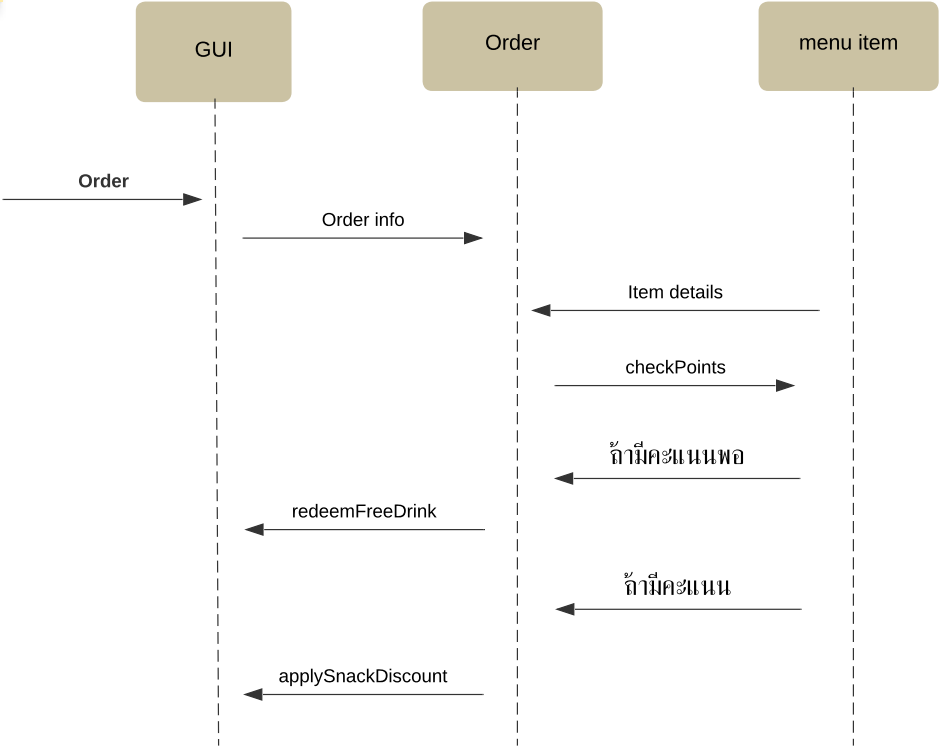 GUI
Order
menu item
Order
Order info
Item details
checkPoints
ถ้ามีคะแนนพอ
redeemFreeDrink
ถ้ามีคะแนน
applySnackDiscount